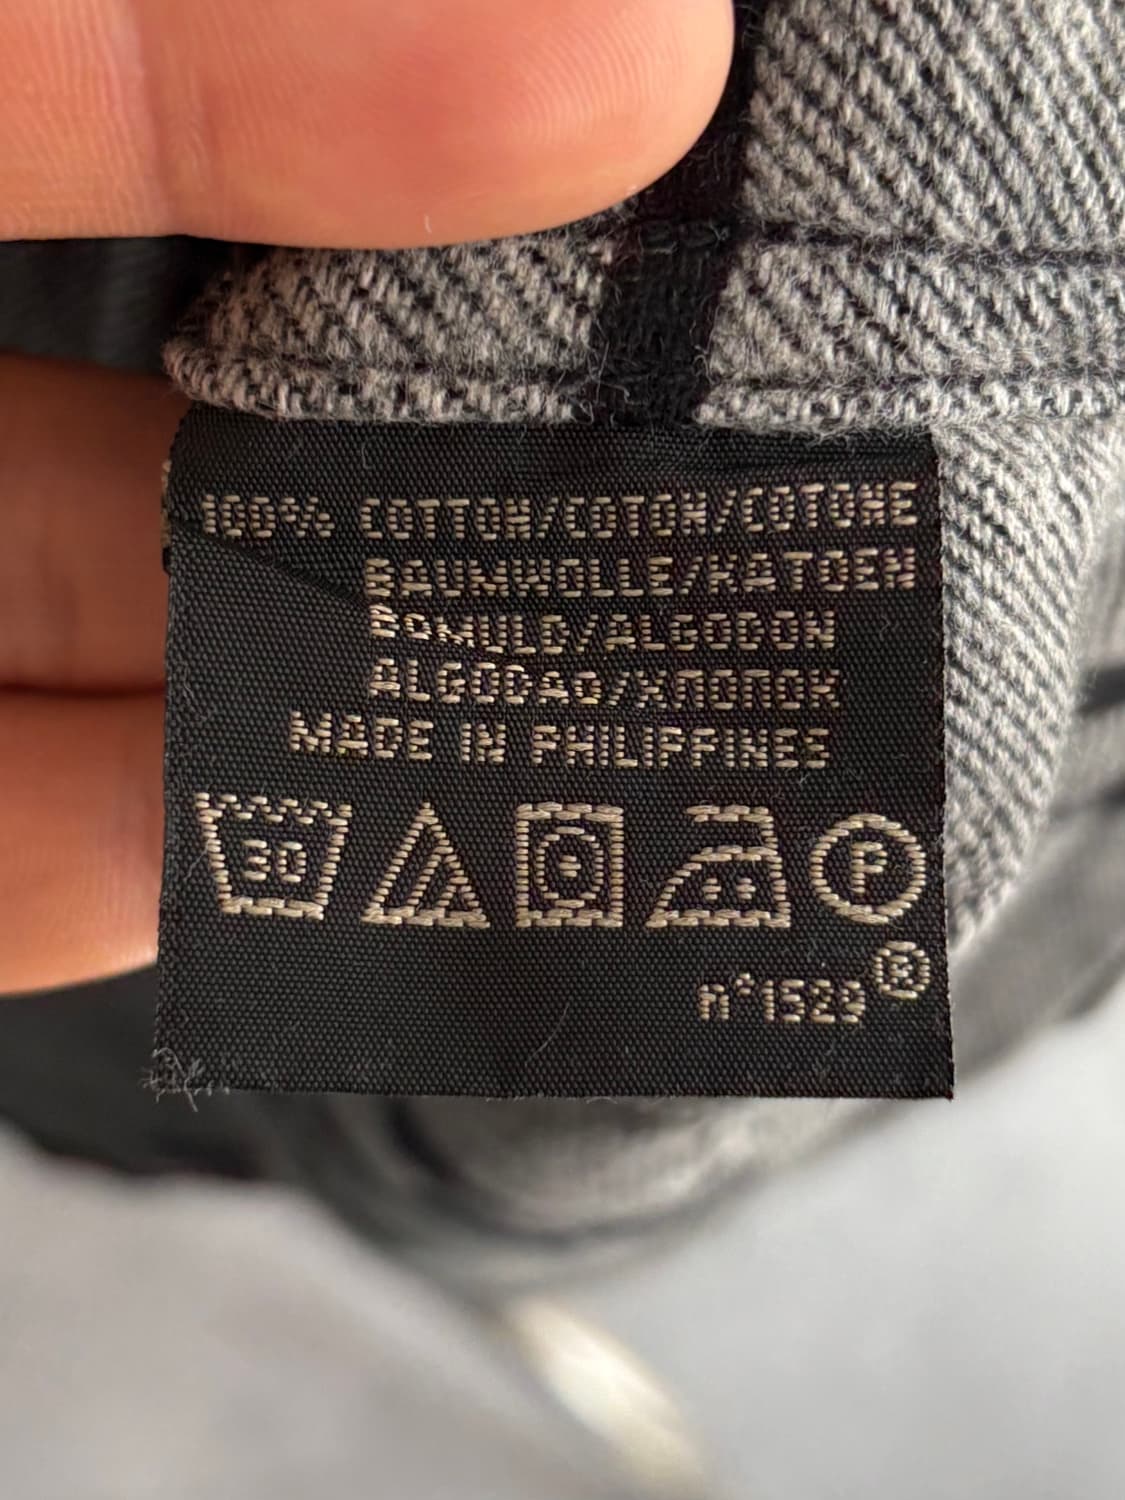 100% COTTON/COTON/COTONE
BAUMWOLLE/KATOEN
BOMULD/ALGODON
ALGODAO/ХЛОПОК
MADE IN PHILIPPINES
30
P
n°1529 ®